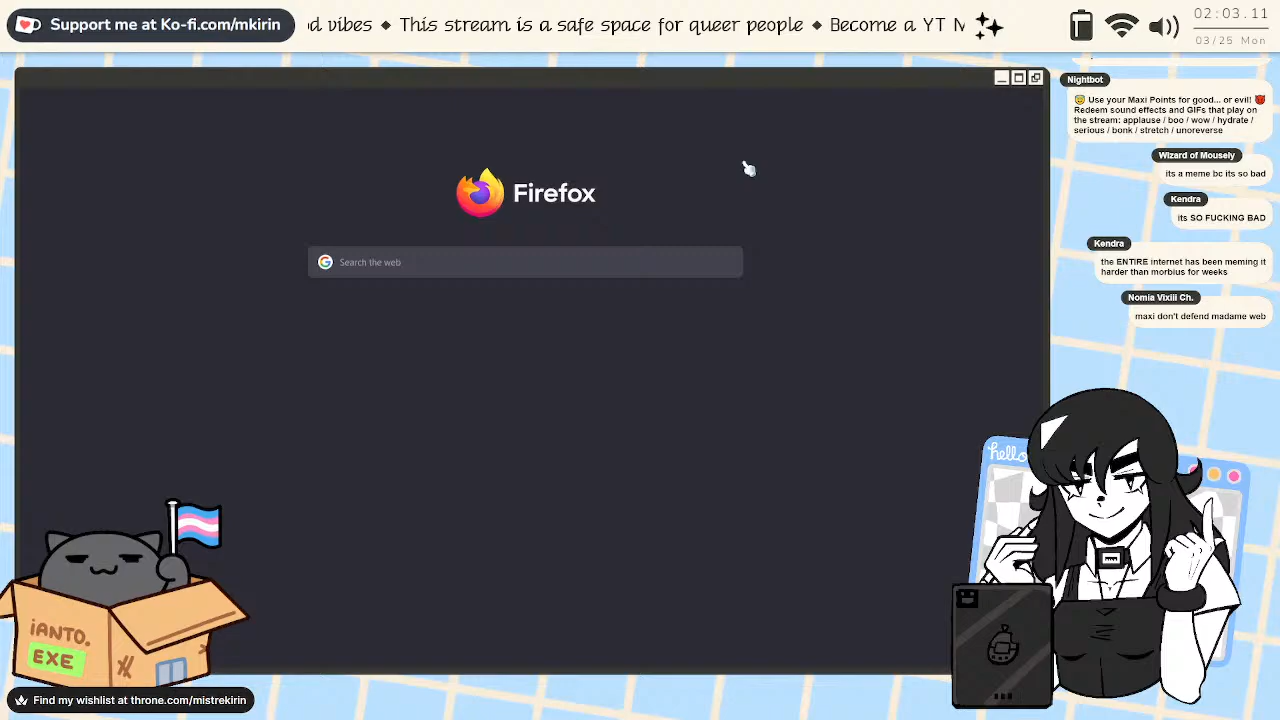 Support me at Ko-fi.com/mkirin
d vibes ◆ This stream is a safe space for queer people ◆ Become a YT M
02:03.11
03/25 Mon
Nightbot
😇 Use your Maxi Points for good... or evil! 😈
Redeem sound effects and GIFs that play on
the stream: applause / boo / wow / hydrate /
serious / bonk / stretch / unoreverse
Wizard of Mousely
its a meme bc its so bad
Kendra
its SO FUCKING BAD
Kendra
the ENTIRE internet has been meming it
harder than morbius for weeks
Nomia Vixiii Ch.
maxi don't defend madame web
Firefox
Search the web
hello
iANTO.
EXE
Find my wishlist at throne.com/mistrekirin